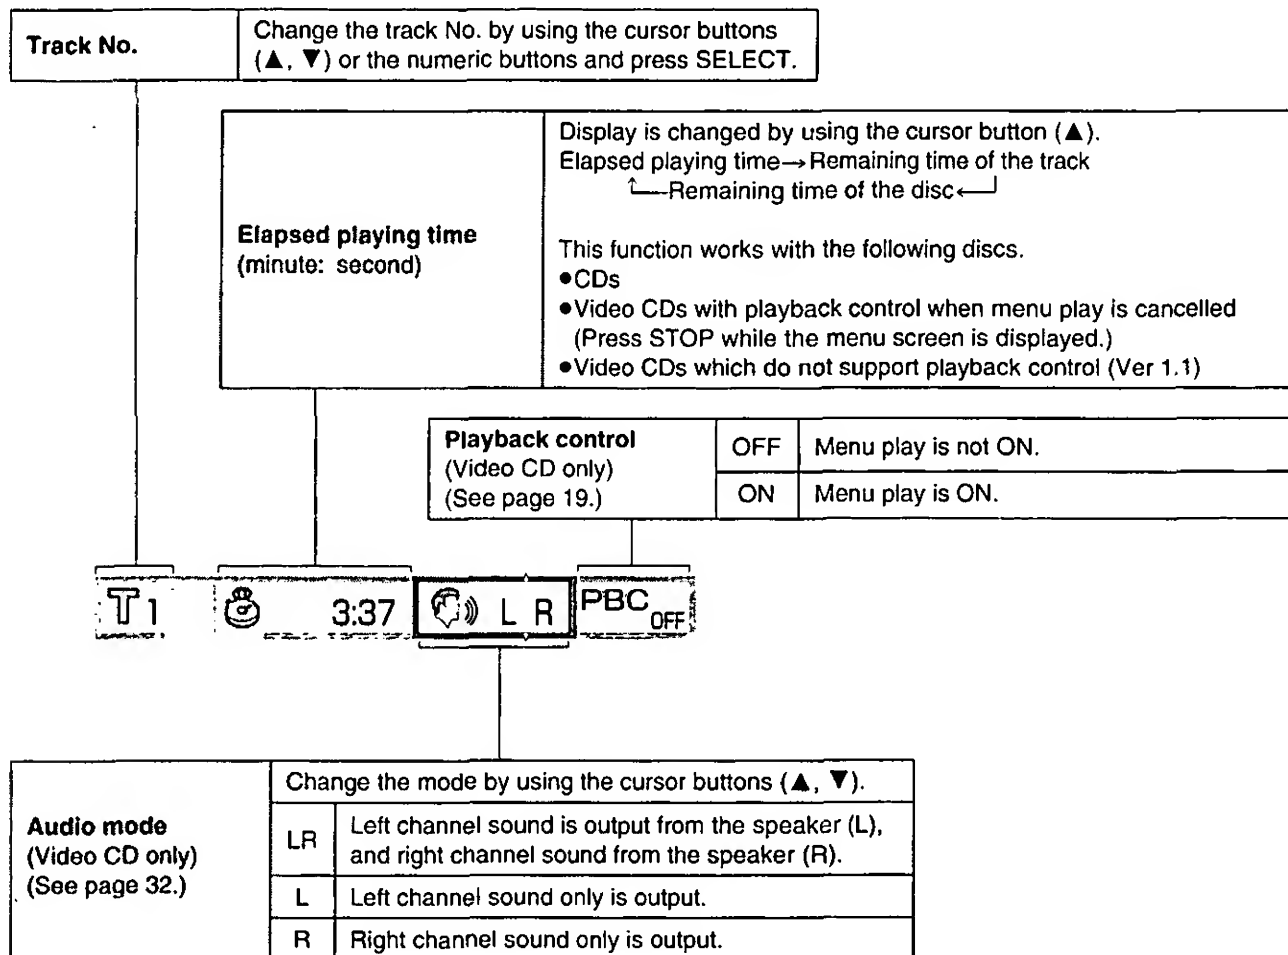 Track No.
Change the track No. by using the cursor buttons
(▲, ▼) or the numeric buttons and press SELECT.
Elapsed playing time
(minute: second)
Display is changed by using the cursor button (▲).
Elapsed playing time→Remaining time of the track
Remaining time of the disc←
This function works with the following discs.
●CDs
●Video CDs with playback control when menu play is cancelled
(Press STOP while the menu screen is displayed.)
●Video CDs which do not support playback control (Ver 1.1)
Playback control
(Video CD only)
(See page 19.)
OFF Menu play is not ON.
ON Menu play is ON.
T 1 3:37 L R PBC OFF
Audio mode
(Video CD only)
(See page 32.)
Change the mode by using the cursor buttons (▲, ▼).
LR Left channel sound is output from the speaker (L),
and right channel sound from the speaker (R).
L Left channel sound only is output.
R Right channel sound only is output.